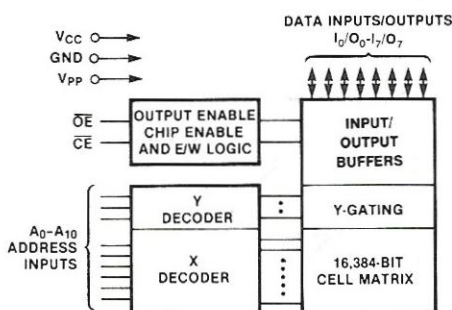 DATA INPUTS/OUTPUTS
I0/O0-I7/O7
VCC
GND
VPP
OE
CE
OUTPUT ENABLE
CHIP ENABLE
AND E/W LOGIC
INPUT/
OUTPUT
BUFFERS
A0–A10
ADDRESS
INPUTS
Y
DECODER
Y-GATING
X
DECODER
16,384-BIT
CELL MATRIX